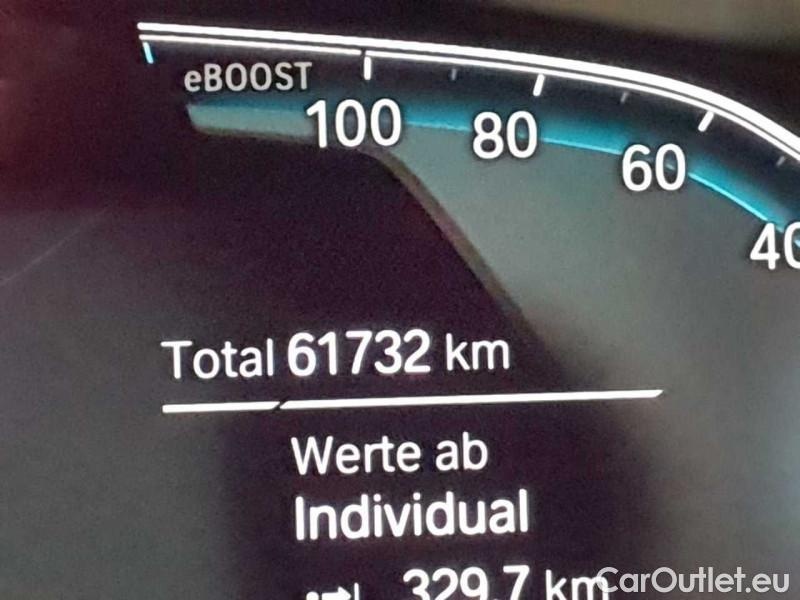 eBOOST
100
80
60
40
Total 61732 km
Werte ab
Individual
329.7 km
CarOutlet.eu